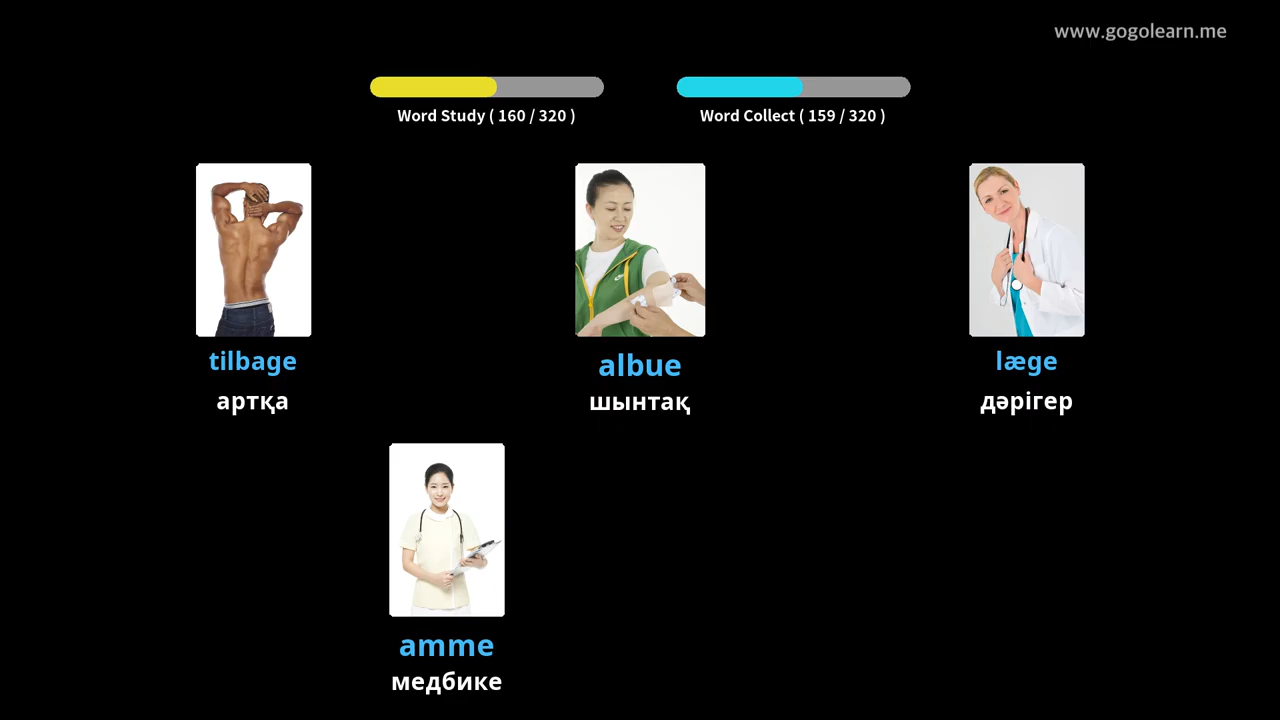 www.gogolearn.me
Word Study ( 160 / 320 )
Word Collect ( 159 / 320 )
tilbage
артқа
albue
шынтақ
læge
дәрігер
amme
медбике